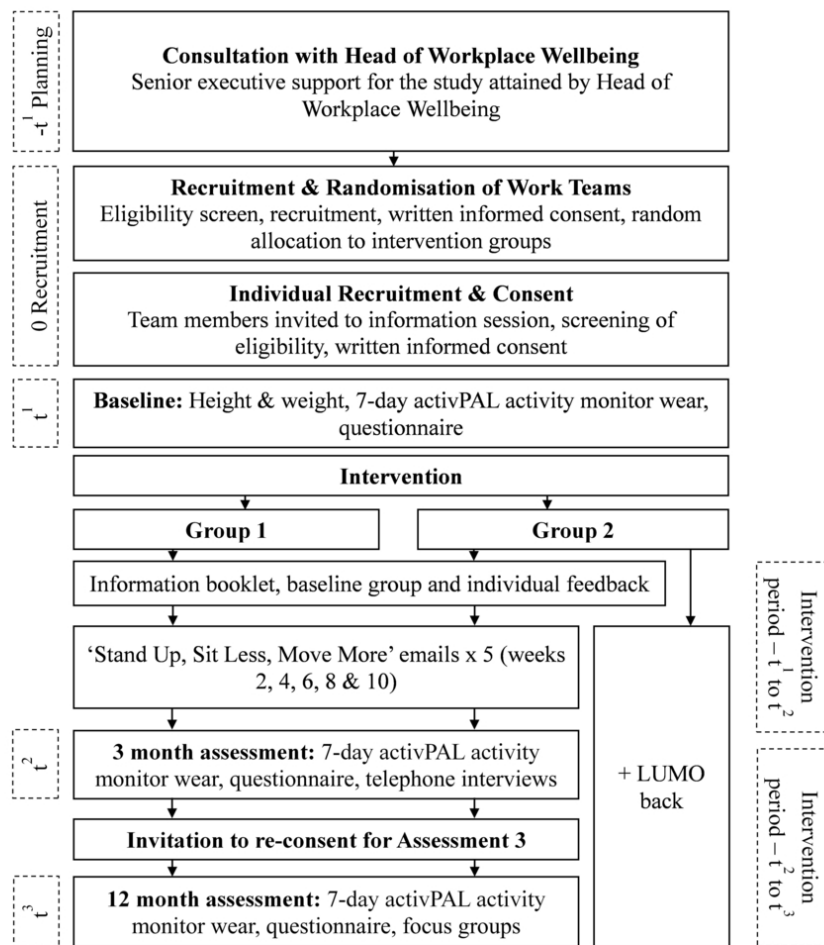 -t¹ Planning
Consultation with Head of Workplace Wellbeing
Senior executive support for the study attained by Head of
Workplace Wellbeing
0 Recruitment
Recruitment & Randomisation of Work Teams
Eligibility screen, recruitment, written informed consent, random
allocation to intervention groups
Individual Recruitment & Consent
Team members invited to information session, screening of
eligibility, written informed consent
t¹
Baseline: Height & weight, 7-day activPAL activity monitor wear,
questionnaire
Intervention
Group 1
Group 2
Information booklet, baseline group and individual feedback
‘Stand Up, Sit Less, Move More’ emails x 5 (weeks
2, 4, 6, 8 & 10)
t²
3 month assessment: 7-day activPAL activity
monitor wear, questionnaire, telephone interviews
Invitation to re-consent for Assessment 3
t³
12 month assessment: 7-day activPAL activity
monitor wear, questionnaire, focus groups
+ LUMO
back
Intervention
period – t¹ to t²
Intervention
period – t² to t³